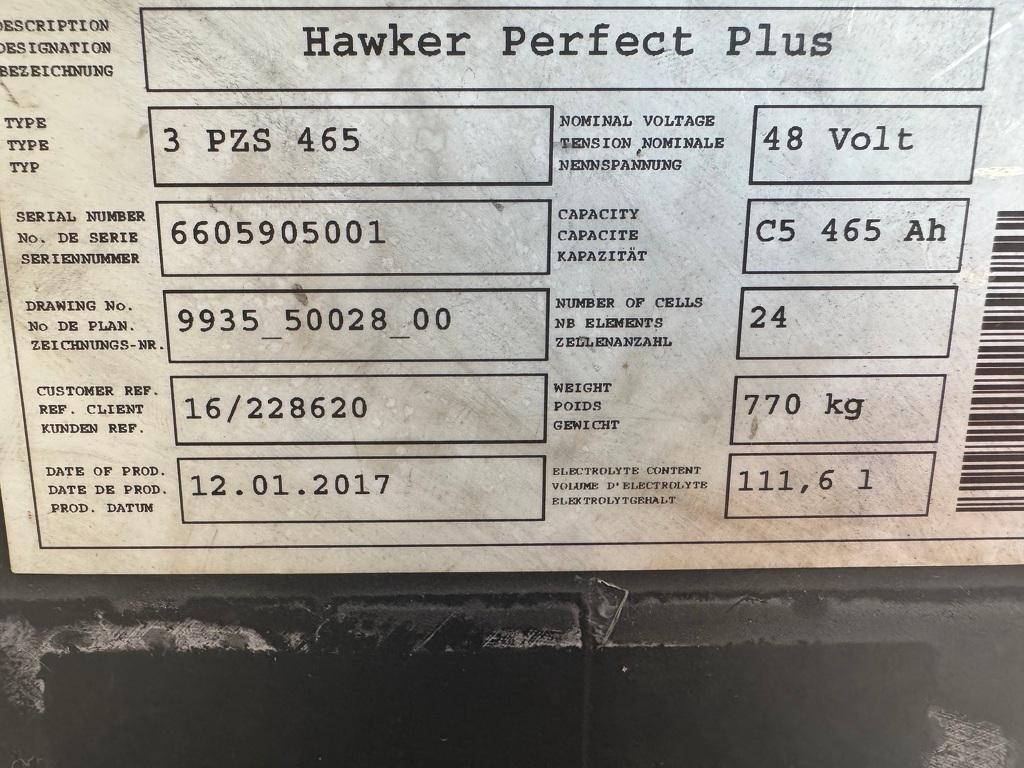 DESCRIPTION
DESIGNATION
BEZEICHNUNG
Hawker Perfect Plus
TYPE
TYPE
TYP
3 PZS 465
NOMINAL VOLTAGE
TENSION NOMINALE
NENNSPANNUNG
48 Volt
SERIAL NUMBER
No. DE SERIE
SERIENNUMMER
6605905001
CAPACITY
CAPACITE
KAPAZITÄT
C5 465 Ah
DRAWING No.
No DE PLAN.
ZEICHNUNGS-NR.
9935_50028_00
NUMBER OF CELLS
NB ELEMENTS
ZELLENANZAHL
24
CUSTOMER REF.
REF. CLIENT
KUNDEN REF.
16/228620
WEIGHT
POIDS
GEWICHT
770 kg
DATE OF PROD.
DATE DE PROD.
PROD. DATUM
12.01.2017
ELECTROLYTE CONTENT
VOLUME D'ELECTROLYTE
ELEKTROLYTGEHALT
111,6 l